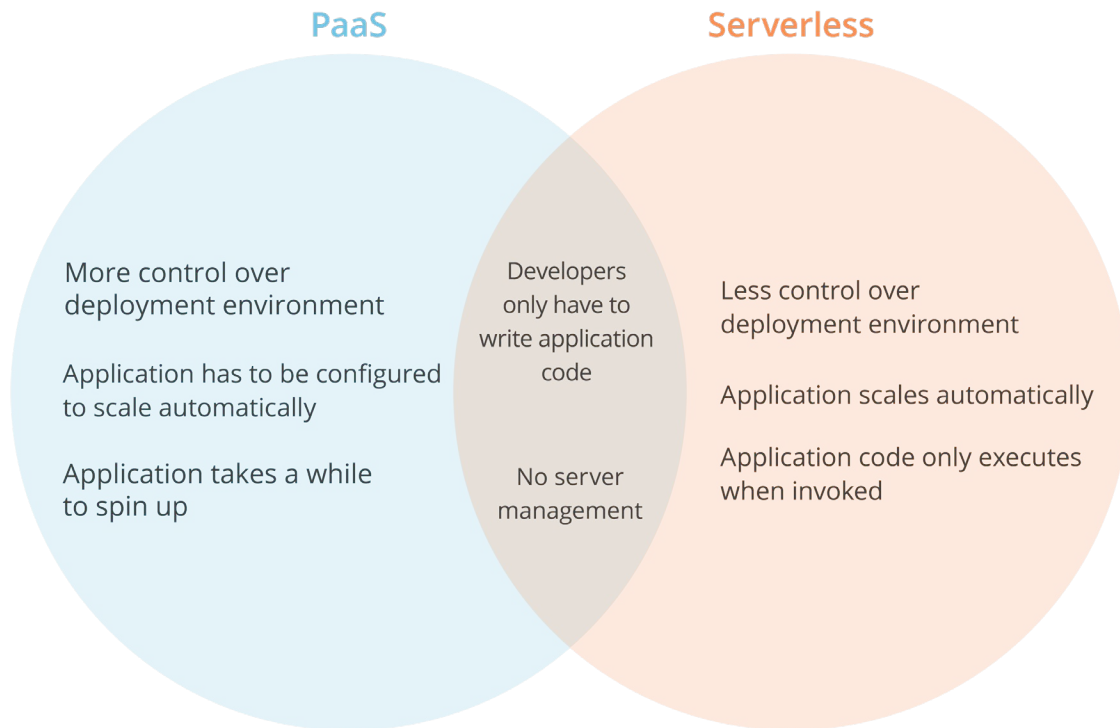 PaaS
Serverless
More control over
deployment environment
Application has to be configured
to scale automatically
Application takes a while
to spin up
Developers
only have to
write application
code
No server
management
Less control over
deployment environment
Application scales automatically
Application code only executes
when invoked